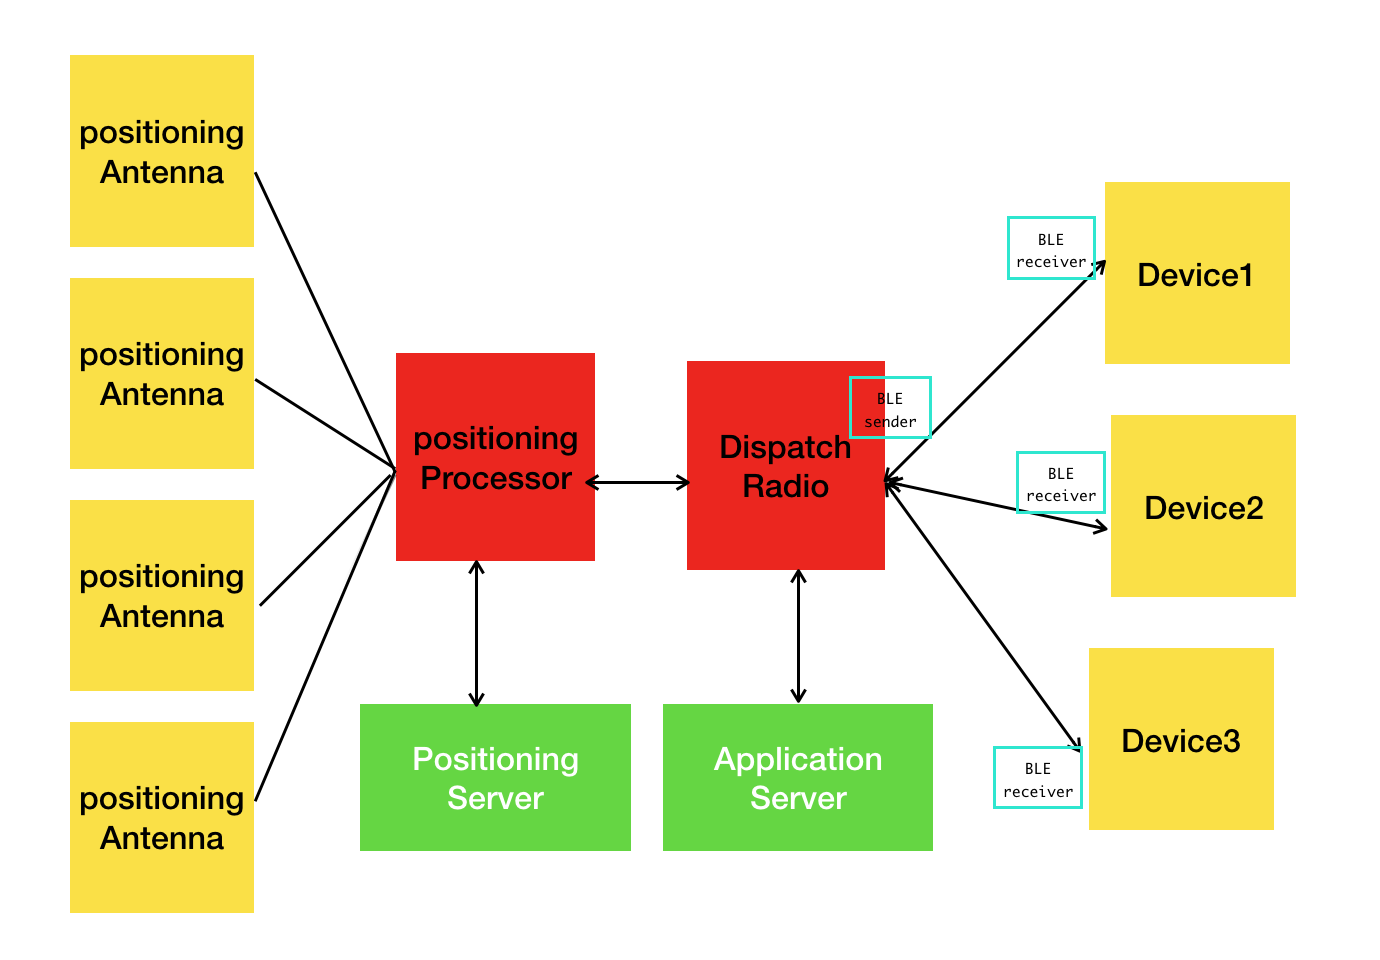 positioning
Antenna
positioning
Antenna
positioning
Antenna
positioning
Antenna
positioning
Processor
Dispatch
Radio
BLE
sender
Positioning
Server
Application
Server
BLE
receiver
Device1
BLE
receiver
Device2
BLE
receiver
Device3